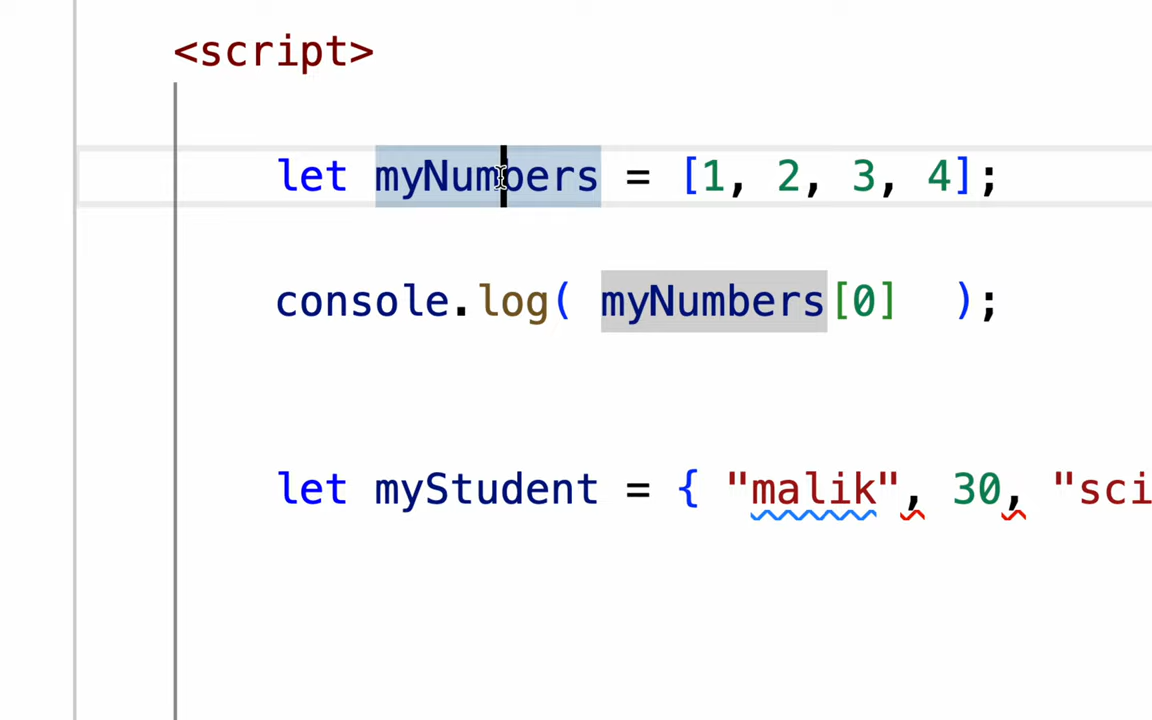 <script>
let myNumbers = [1, 2, 3, 4];
console.log( myNumbers[0]  );
let myStudent = { "malik", 30, "sci